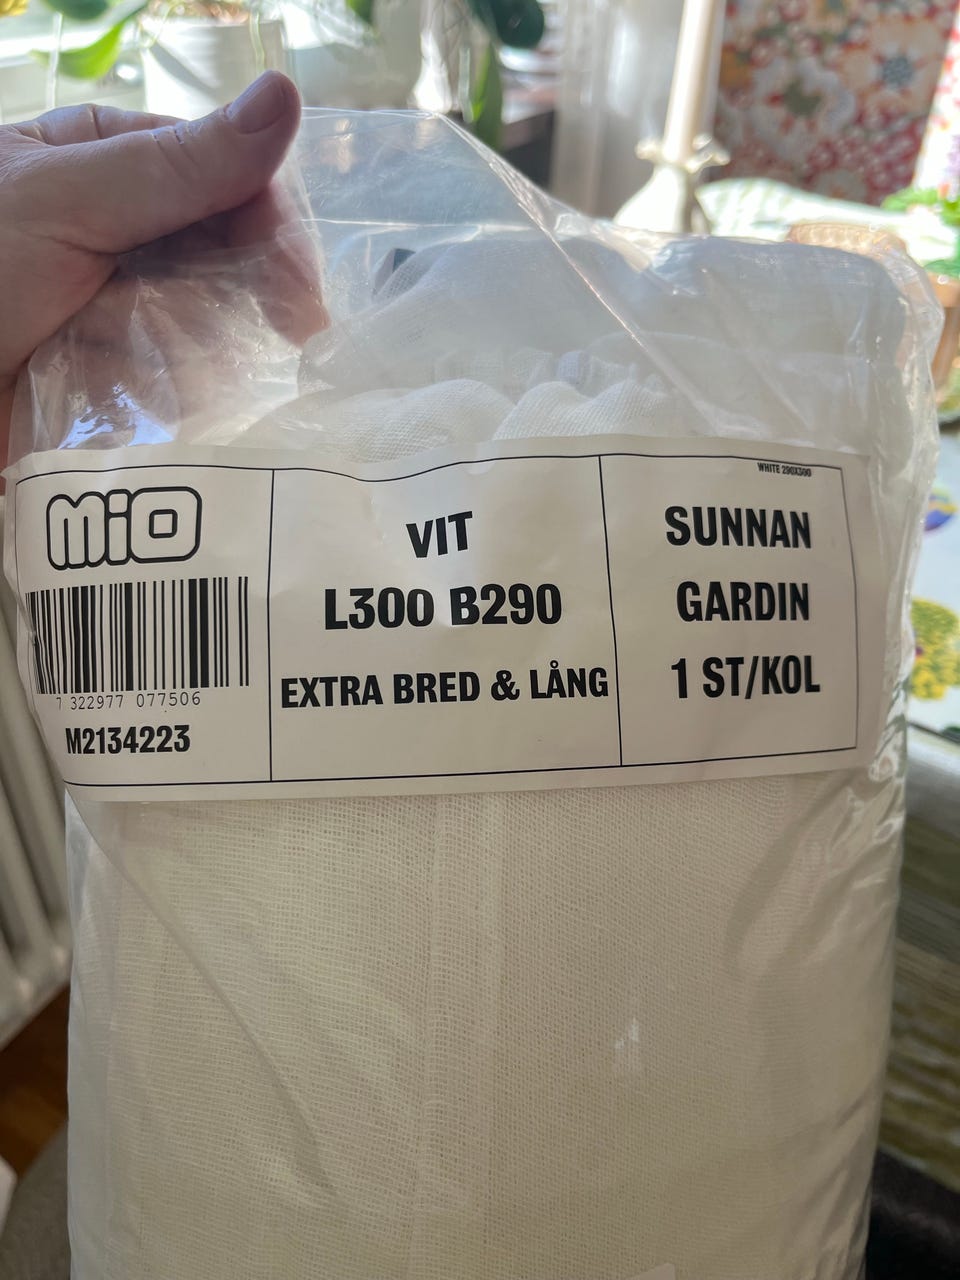 MiO
7 322977 077506
M2134223
VIT
L300 B290
EXTRA BRED & LÅNG
WHITE 290X300
SUNNAN
GARDIN
1 ST/KOL